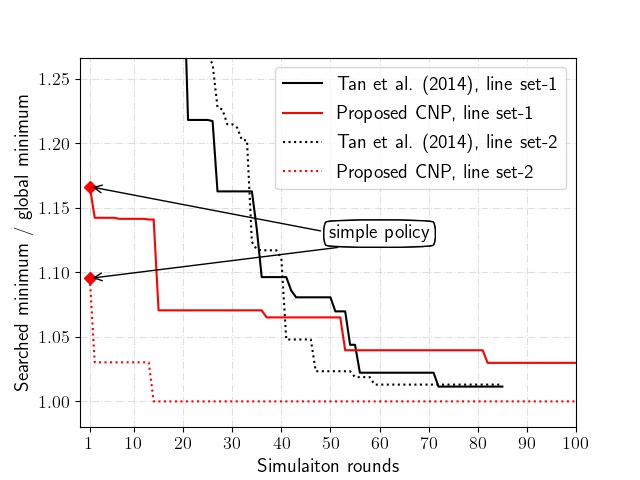 Searched minimum / global minimum
1.25
1.20
1.15
1.10
1.05
1.00
Tan et al. (2014), line set-1
Proposed CNP, line set-1
Tan et al. (2014), line set-2
Proposed CNP, line set-2
simple policy
1 10 20 30 40 50 60 70 80 90 100
Simulaiton rounds